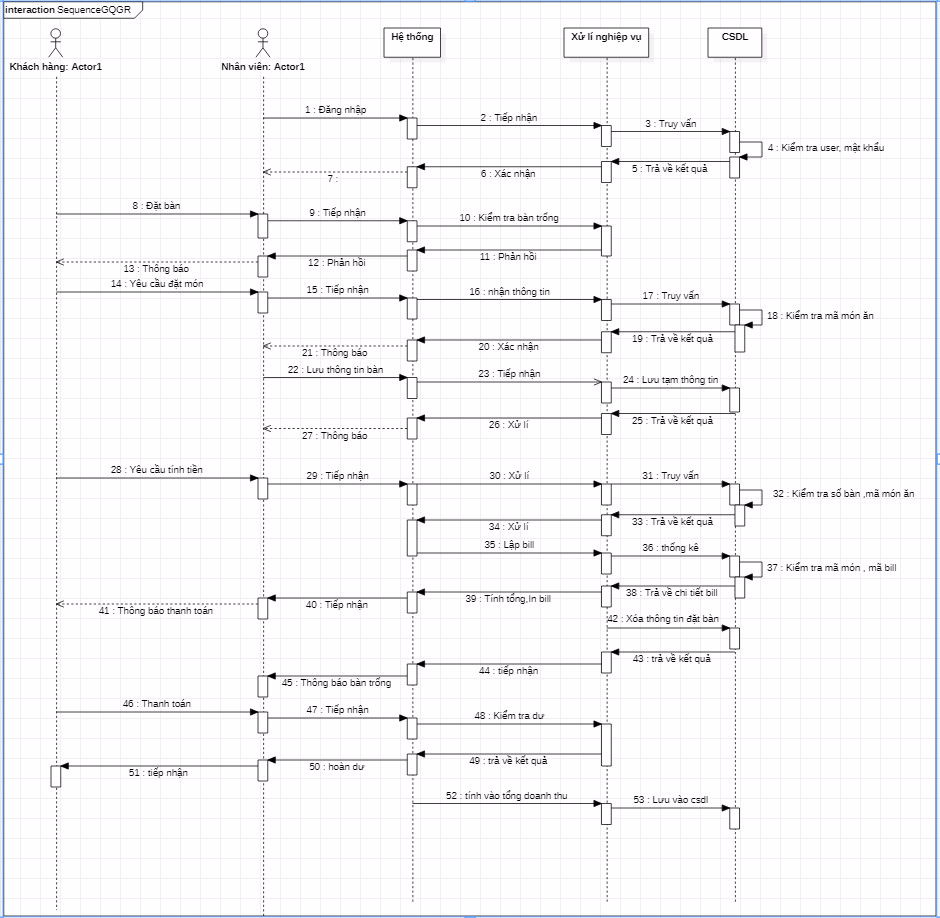 interaction SequenceGQGR
Khách hàng: Actor1
Nhân viên: Actor1
Hệ thống
Xử lí nghiệp vụ
CSDL
1 : Đăng nhập
2 : Tiếp nhận
3 : Truy vấn
4 : Kiểm tra user, mật khẩu
5 : Trả về kết quả
6 : Xác nhận
7 :
8 : Đặt bàn
9 : Tiếp nhận
10 : Kiểm tra bàn trống
11 : Phản hồi
12 : Phản hồi
13 : Thông báo
14 : Yêu cầu đặt món
15 : Tiếp nhận
16 : nhận thông tin
17 : Truy vấn
18 : Kiểm tra mã món ăn
19 : Trả về kết quả
20 : Xác nhận
21 : Thông báo
22 : Lưu thông tin bàn
23 : Tiếp nhận
24 : Lưu tạm thông tin
25 : Trả về kết quả
26 : Xử lí
27 : Thông báo
28 : Yêu cầu tính tiền
29 : Tiếp nhận
30 : Xử lí
31 : Truy vấn
32 : Kiểm tra số bàn ,mã món ăn
33 : Trả về kết quả
34 : Xử lí
35 : Lập bill
36 : thống kê
37 : Kiểm tra mã món , mã bill
38 : Trả về chi tiết bill
39 : Tính tổng,In bill
40 : Tiếp nhận
41 : Thông báo thanh toán
42 : Xóa thông tin đặt bàn
43 : trả về kết quả
44 : tiếp nhận
45 : Thông báo bàn trống
46 : Thanh toán
47 : Tiếp nhận
48 : Kiểm tra dư
49 : trả về kết quả
50 : hoàn dư
51 : tiếp nhận
52 : tính vào tổng doanh thu
53 : Lưu vào csdl